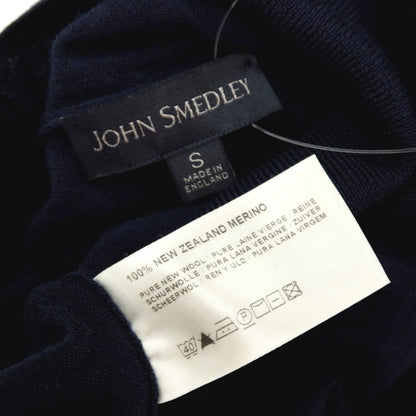 JOHN SMEDLEY
S
MADE IN
ENGLAND
100% NEW ZEALAND MERINO
PURE NEW WOOL PURE LAINE VIERGE REINE
SCHURWOLLE PURA LANA VERGINE ZUIVER
SCHEERWOL REN Y ULD PURA LANA VIRGEM
40 P